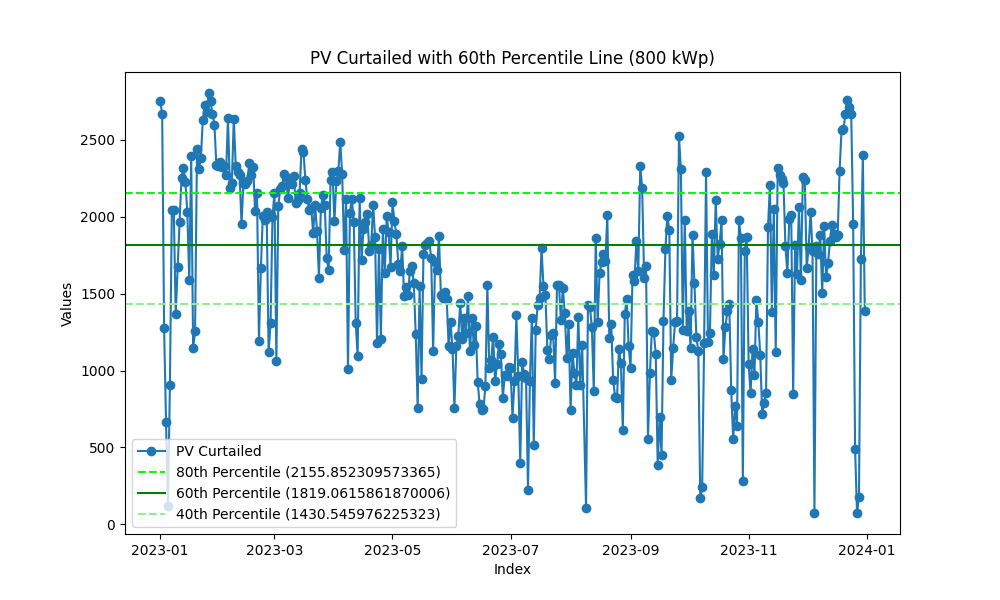 PV Curtailed with 60th Percentile Line (800 kWp)
Values
2500
2000
1500
1000
500
0
PV Curtailed
80th Percentile (2155.852309573365)
60th Percentile (1819.0615861870006)
40th Percentile (1430.545976225323)
2023-01 2023-03 2023-05 2023-07 2023-09 2023-11 2024-01
Index